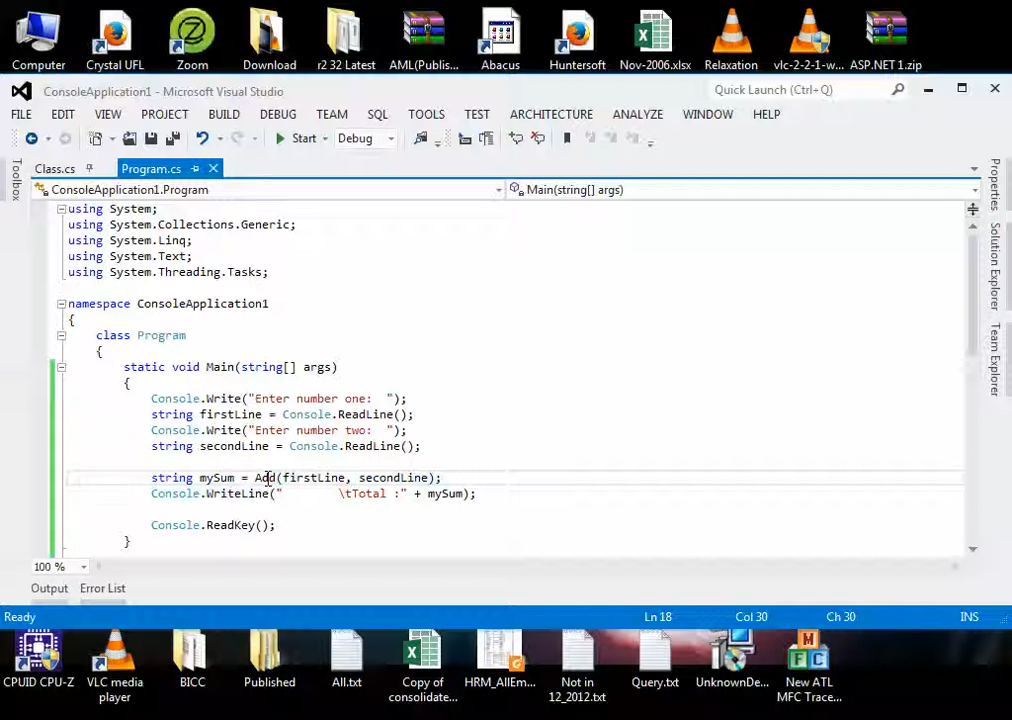 Computer
Crystal UFL
Zoom
Download
r2 32 Latest
AML(Publis...
Abacus
Huntersoft
Nov-2006.xlsx
Relaxation
vlc-2-2-1-w...
ASP.NET 1.zip
ConsoleApplication1 - Microsoft Visual Studio
Quick Launch (Ctrl+Q)
FILE EDIT VIEW PROJECT BUILD DEBUG TEAM SQL TOOLS TEST ARCHITECTURE ANALYZE WINDOW HELP
Start Debug
Class.cs Program.cs
ConsoleApplication1.Program Main(string[] args)
Toolbox
Properties
Solution Explorer
Team Explorer
using System;
using System.Collections.Generic;
using System.Linq;
using System.Text;
using System.Threading.Tasks;
namespace ConsoleApplication1
{
class Program
{
static void Main(string[] args)
{
Console.Write("Enter number one:  ");
string firstLine = Console.ReadLine();
Console.Write("Enter number two:  ");
string secondLine = Console.ReadLine();
string mySum = Add(firstLine, secondLine);
Console.WriteLine("        \tTotal :" + mySum);
Console.ReadKey();
}
100 %
Output Error List
Ready Ln 18 Col 30 Ch 30 INS
CPUID CPU-Z
VLC media
player
BICC
Published
All.txt
Copy of
consolidate...
HRM_AllEm...
Not in
12_2012.txt
Query.txt
UnknownDe...
New ATL
MFC Trace...